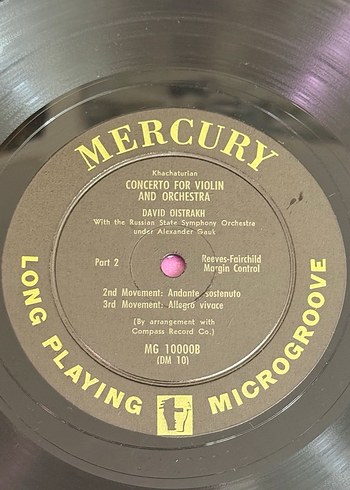 MERCURY
Khachaturian
CONCERTO FOR VIOLIN
AND ORCHESTRA
DAVID OISTRAKH
With the Russian State Symphony Orchestra
under Alexander Gauk
Part 2
Reeves-Fairchild
Margin Control
2nd Movement: Andante sostenuto
3rd Movement: Allegro vivace
(By arrangement with
Compass Record Co.)
MG 10000B
(DM 10)
LONG PLAYING MICROGROOVE